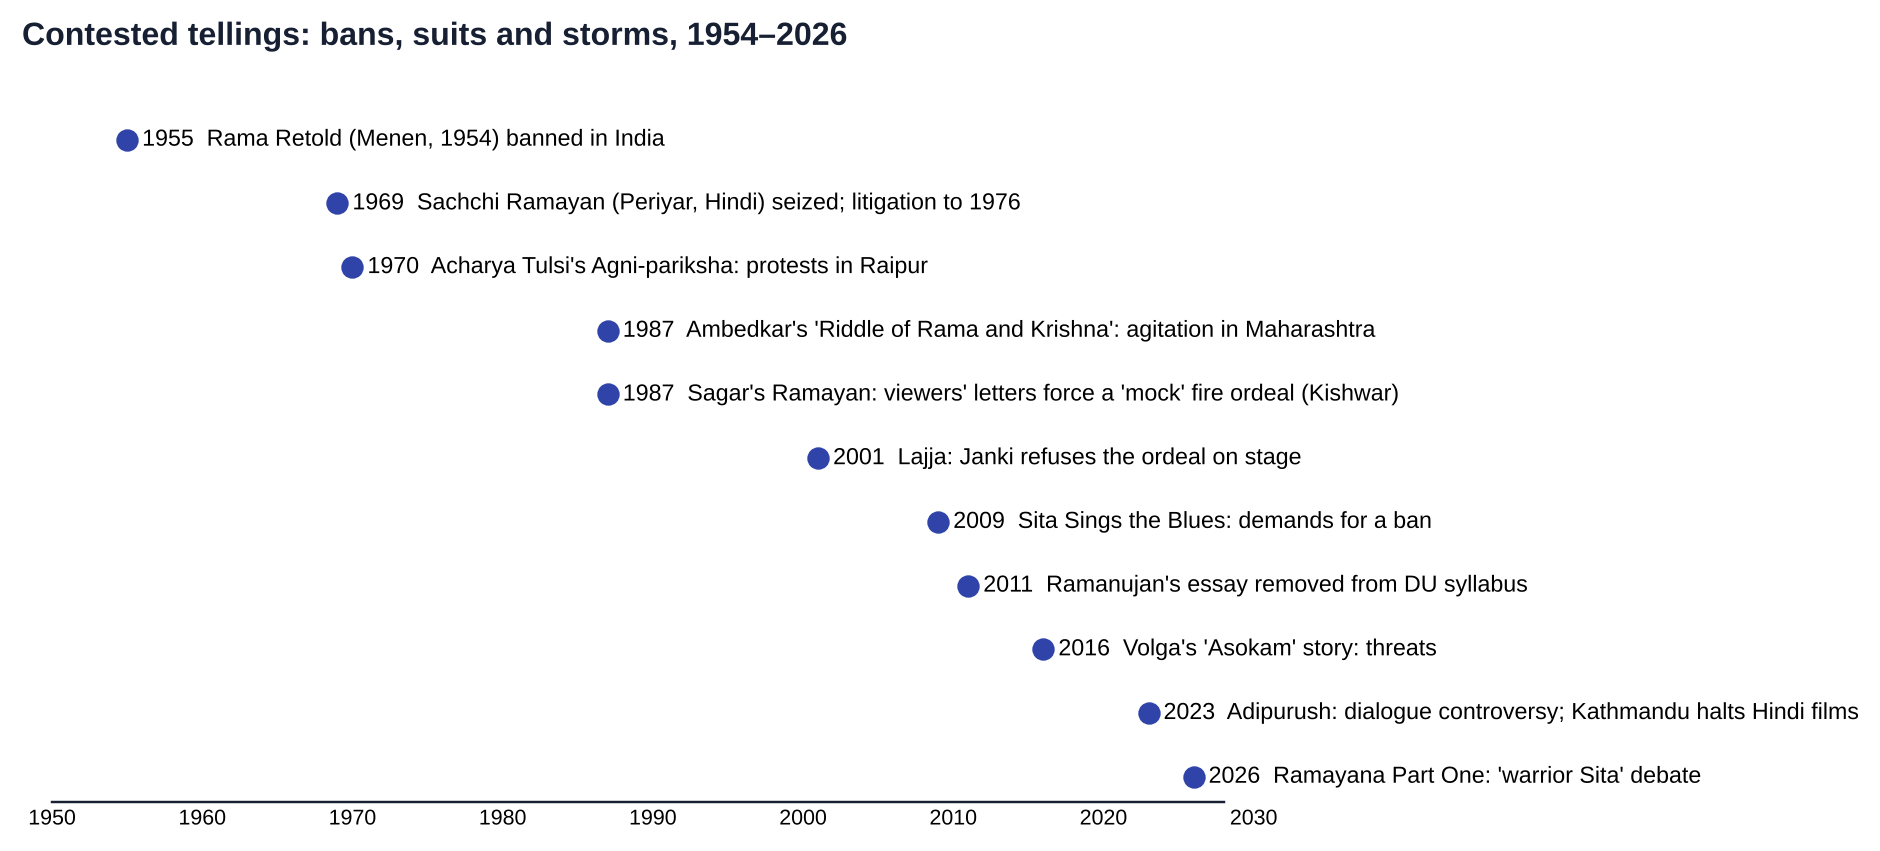 Contested tellings: bans, suits and storms, 1954–2026
1955  Rama Retold (Menen, 1954) banned in India
1969  Sachchi Ramayan (Periyar, Hindi) seized; litigation to 1976
1970  Acharya Tulsi's Agni-pariksha: protests in Raipur
1987  Ambedkar's 'Riddle of Rama and Krishna': agitation in Maharashtra
1987  Sagar's Ramayan: viewers' letters force a 'mock' fire ordeal (Kishwar)
2001  Lajja: Janki refuses the ordeal on stage
2009  Sita Sings the Blues: demands for a ban
2011  Ramanujan's essay removed from DU syllabus
2016  Volga's 'Asokam' story: threats
2023  Adipurush: dialogue controversy; Kathmandu halts Hindi films
2026  Ramayana Part One: 'warrior Sita' debate
1950 1960 1970 1980 1990 2000 2010 2020 2030